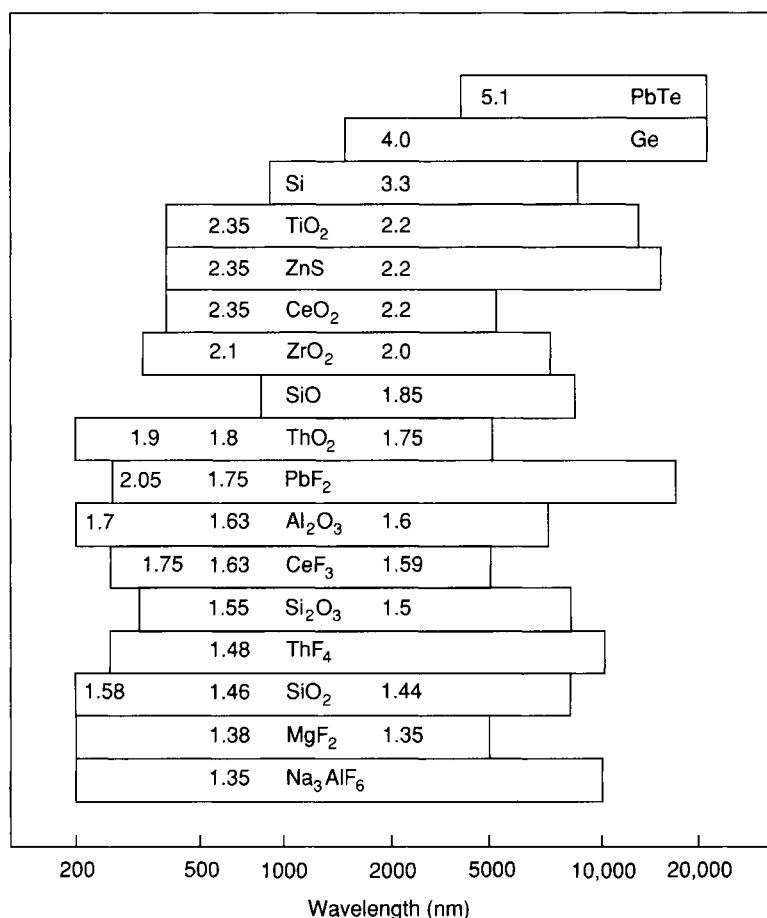 5.1 PbTe
4.0 Ge
Si 3.3
2.35 TiO₂ 2.2
2.35 ZnS 2.2
2.35 CeO₂ 2.2
2.1 ZrO₂ 2.0
SiO 1.85
1.9 1.8 ThO₂ 1.75
2.05 1.75 PbF₂
1.7 1.63 Al₂O₃ 1.6
1.75 1.63 CeF₃ 1.59
1.55 Si₂O₃ 1.5
1.48 ThF₄
1.58 1.46 SiO₂ 1.44
1.38 MgF₂ 1.35
1.35 Na₃AlF₆
200 500 1000 2000 5000 10,000 20,000
Wavelength (nm)